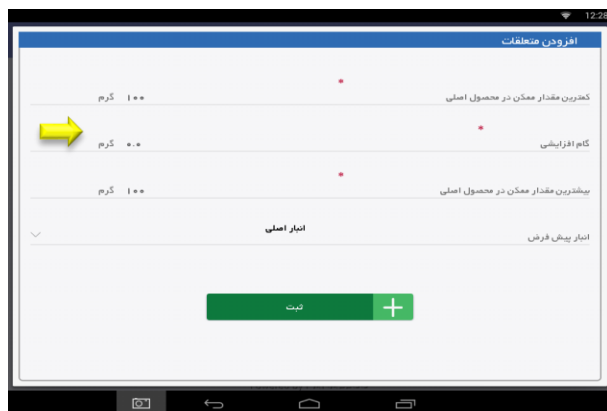 12:28
افزودن متعلقات
کمترین مقدار ممکن در محصول اصلی * ۱۰۰ گرم
گام افزایشی * ۰.۰ گرم
بیشترین مقدار ممکن در محصول اصلی * ۱۰۰ گرم
انبار پیش فرض انبار اصلی
ثبت